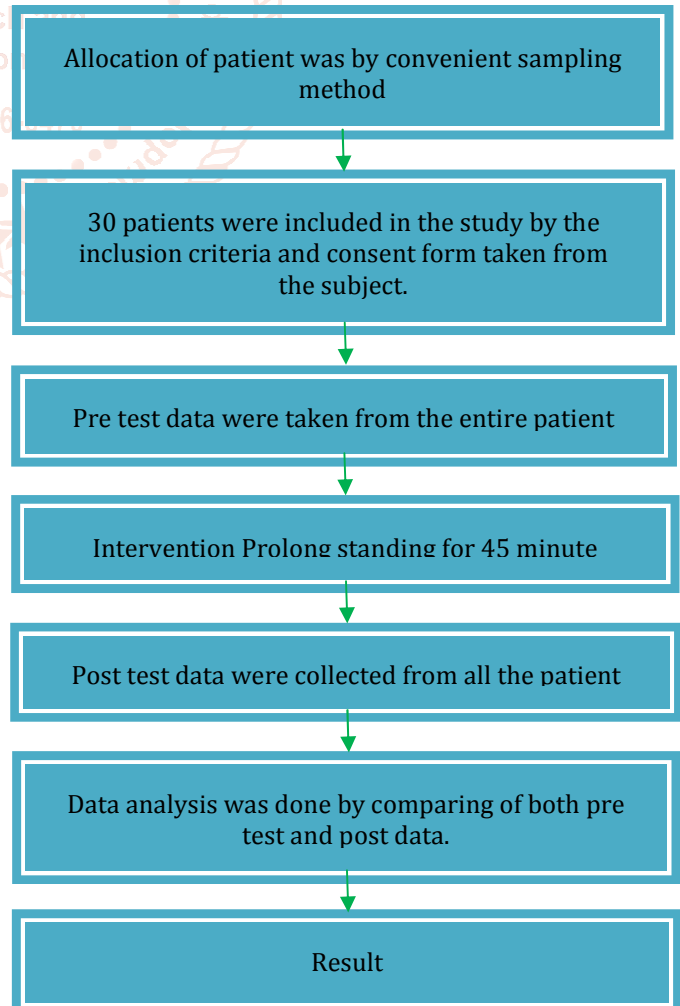 Allocation of patient was by convenient sampling
method
30 patients were included in the study by the
inclusion criteria and consent form taken from
the subject.
Pre test data were taken from the entire patient
Intervention Prolong standing for 45 minute
Post test data were collected from all the patient
Data analysis was done by comparing of both pre
test and post data.
Result